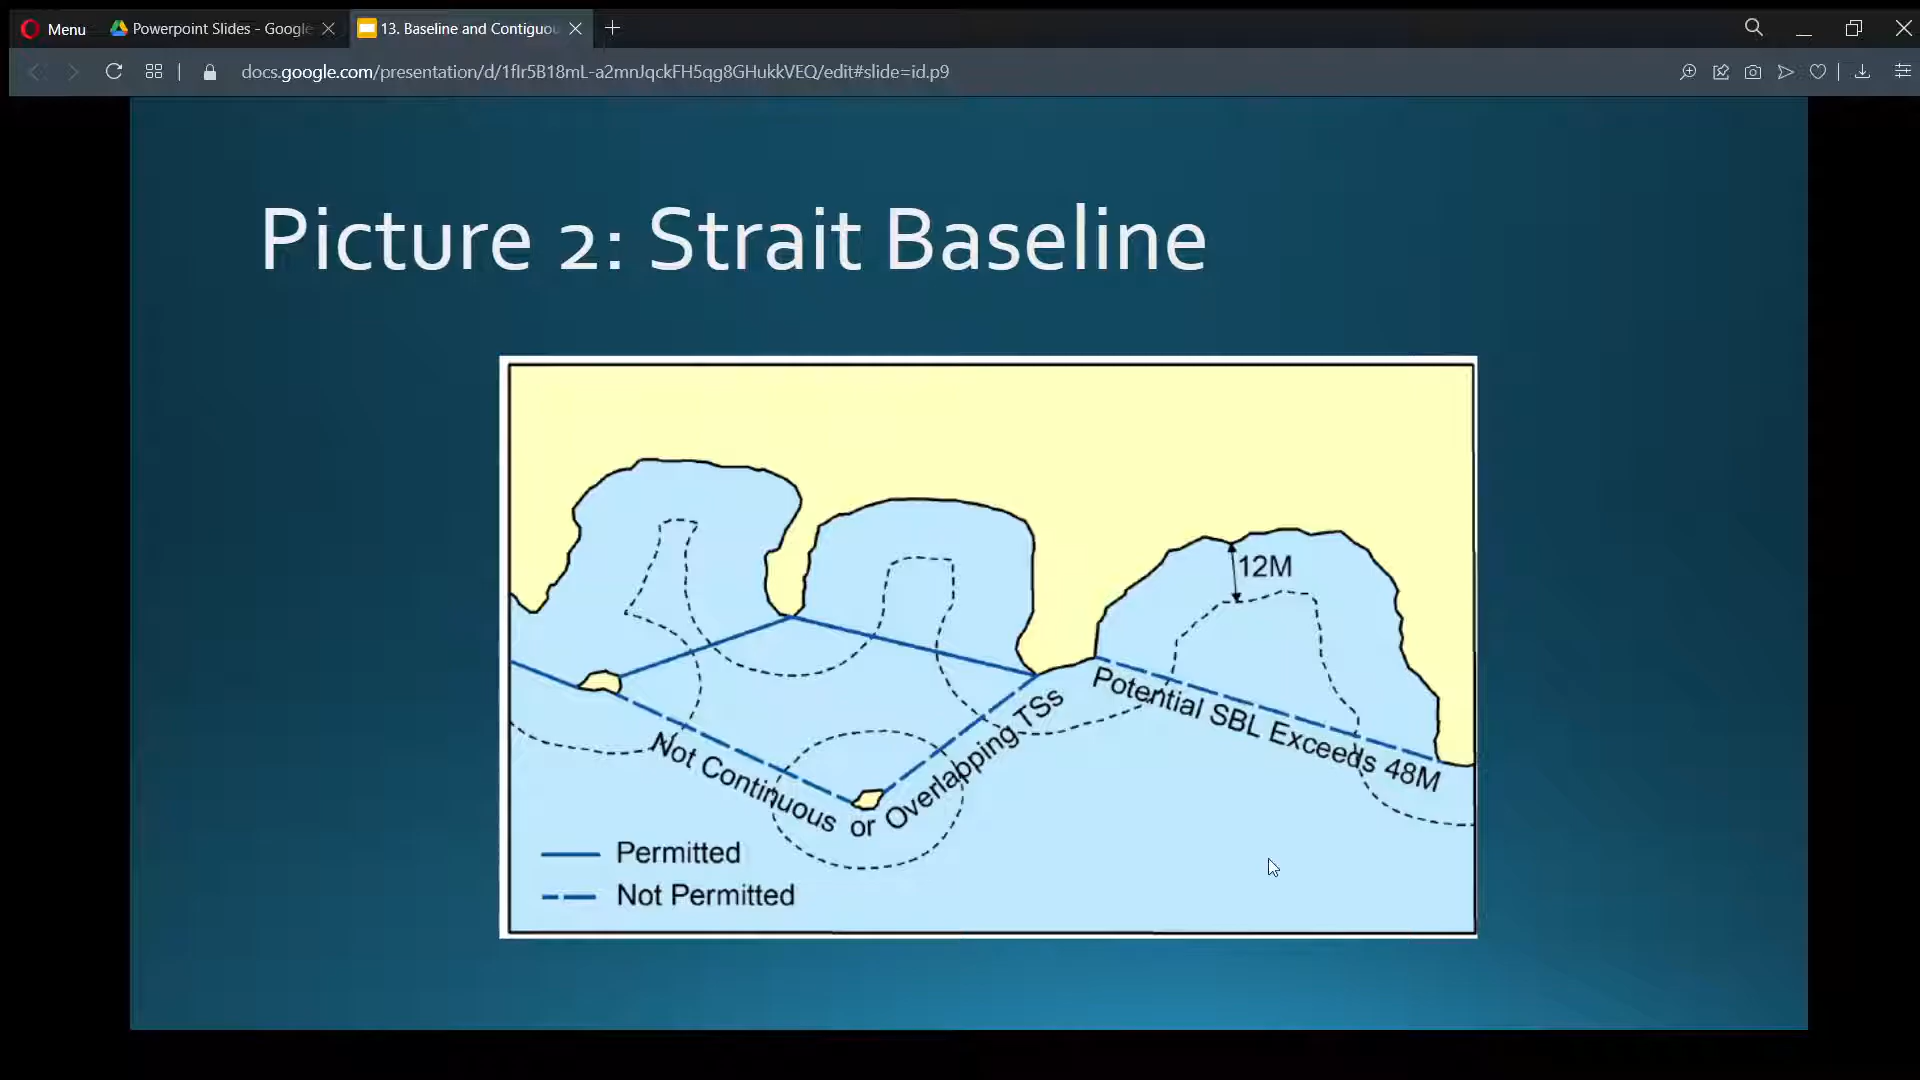 Menu
Powerpoint Slides - Google
13. Baseline and Contiguou
docs.google.com/presentation/d/1fIr5B18mL-a2mnJqckFH5qg8GHukkVEQ/edit#slide=id.p9
Picture 2: Strait Baseline
12M
Potential SBL Exceeds 48M
Not Continuous or Overlapping TSs
Permitted
Not Permitted